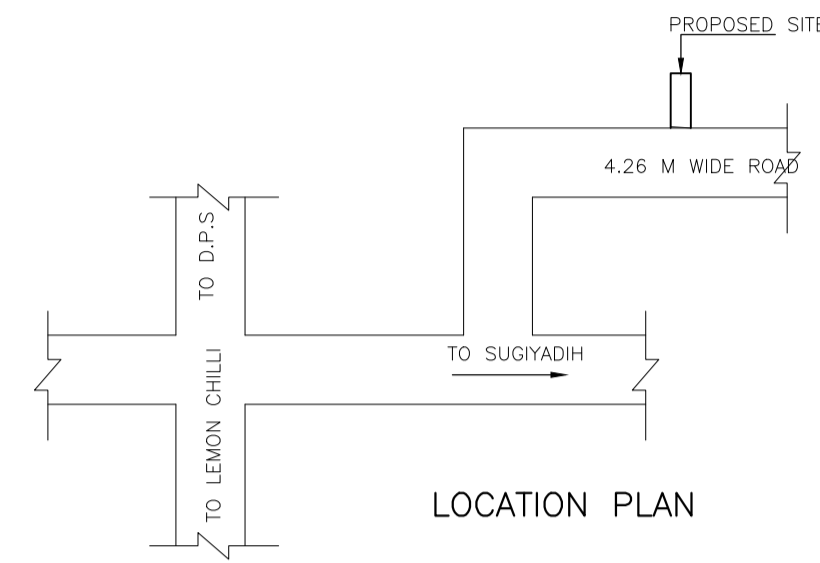 PROPOSED SITE
4.26 M WIDE ROAD
TO D.P.S
TO SUGIYADIH
TO LEMON CHILLI
LOCATION PLAN